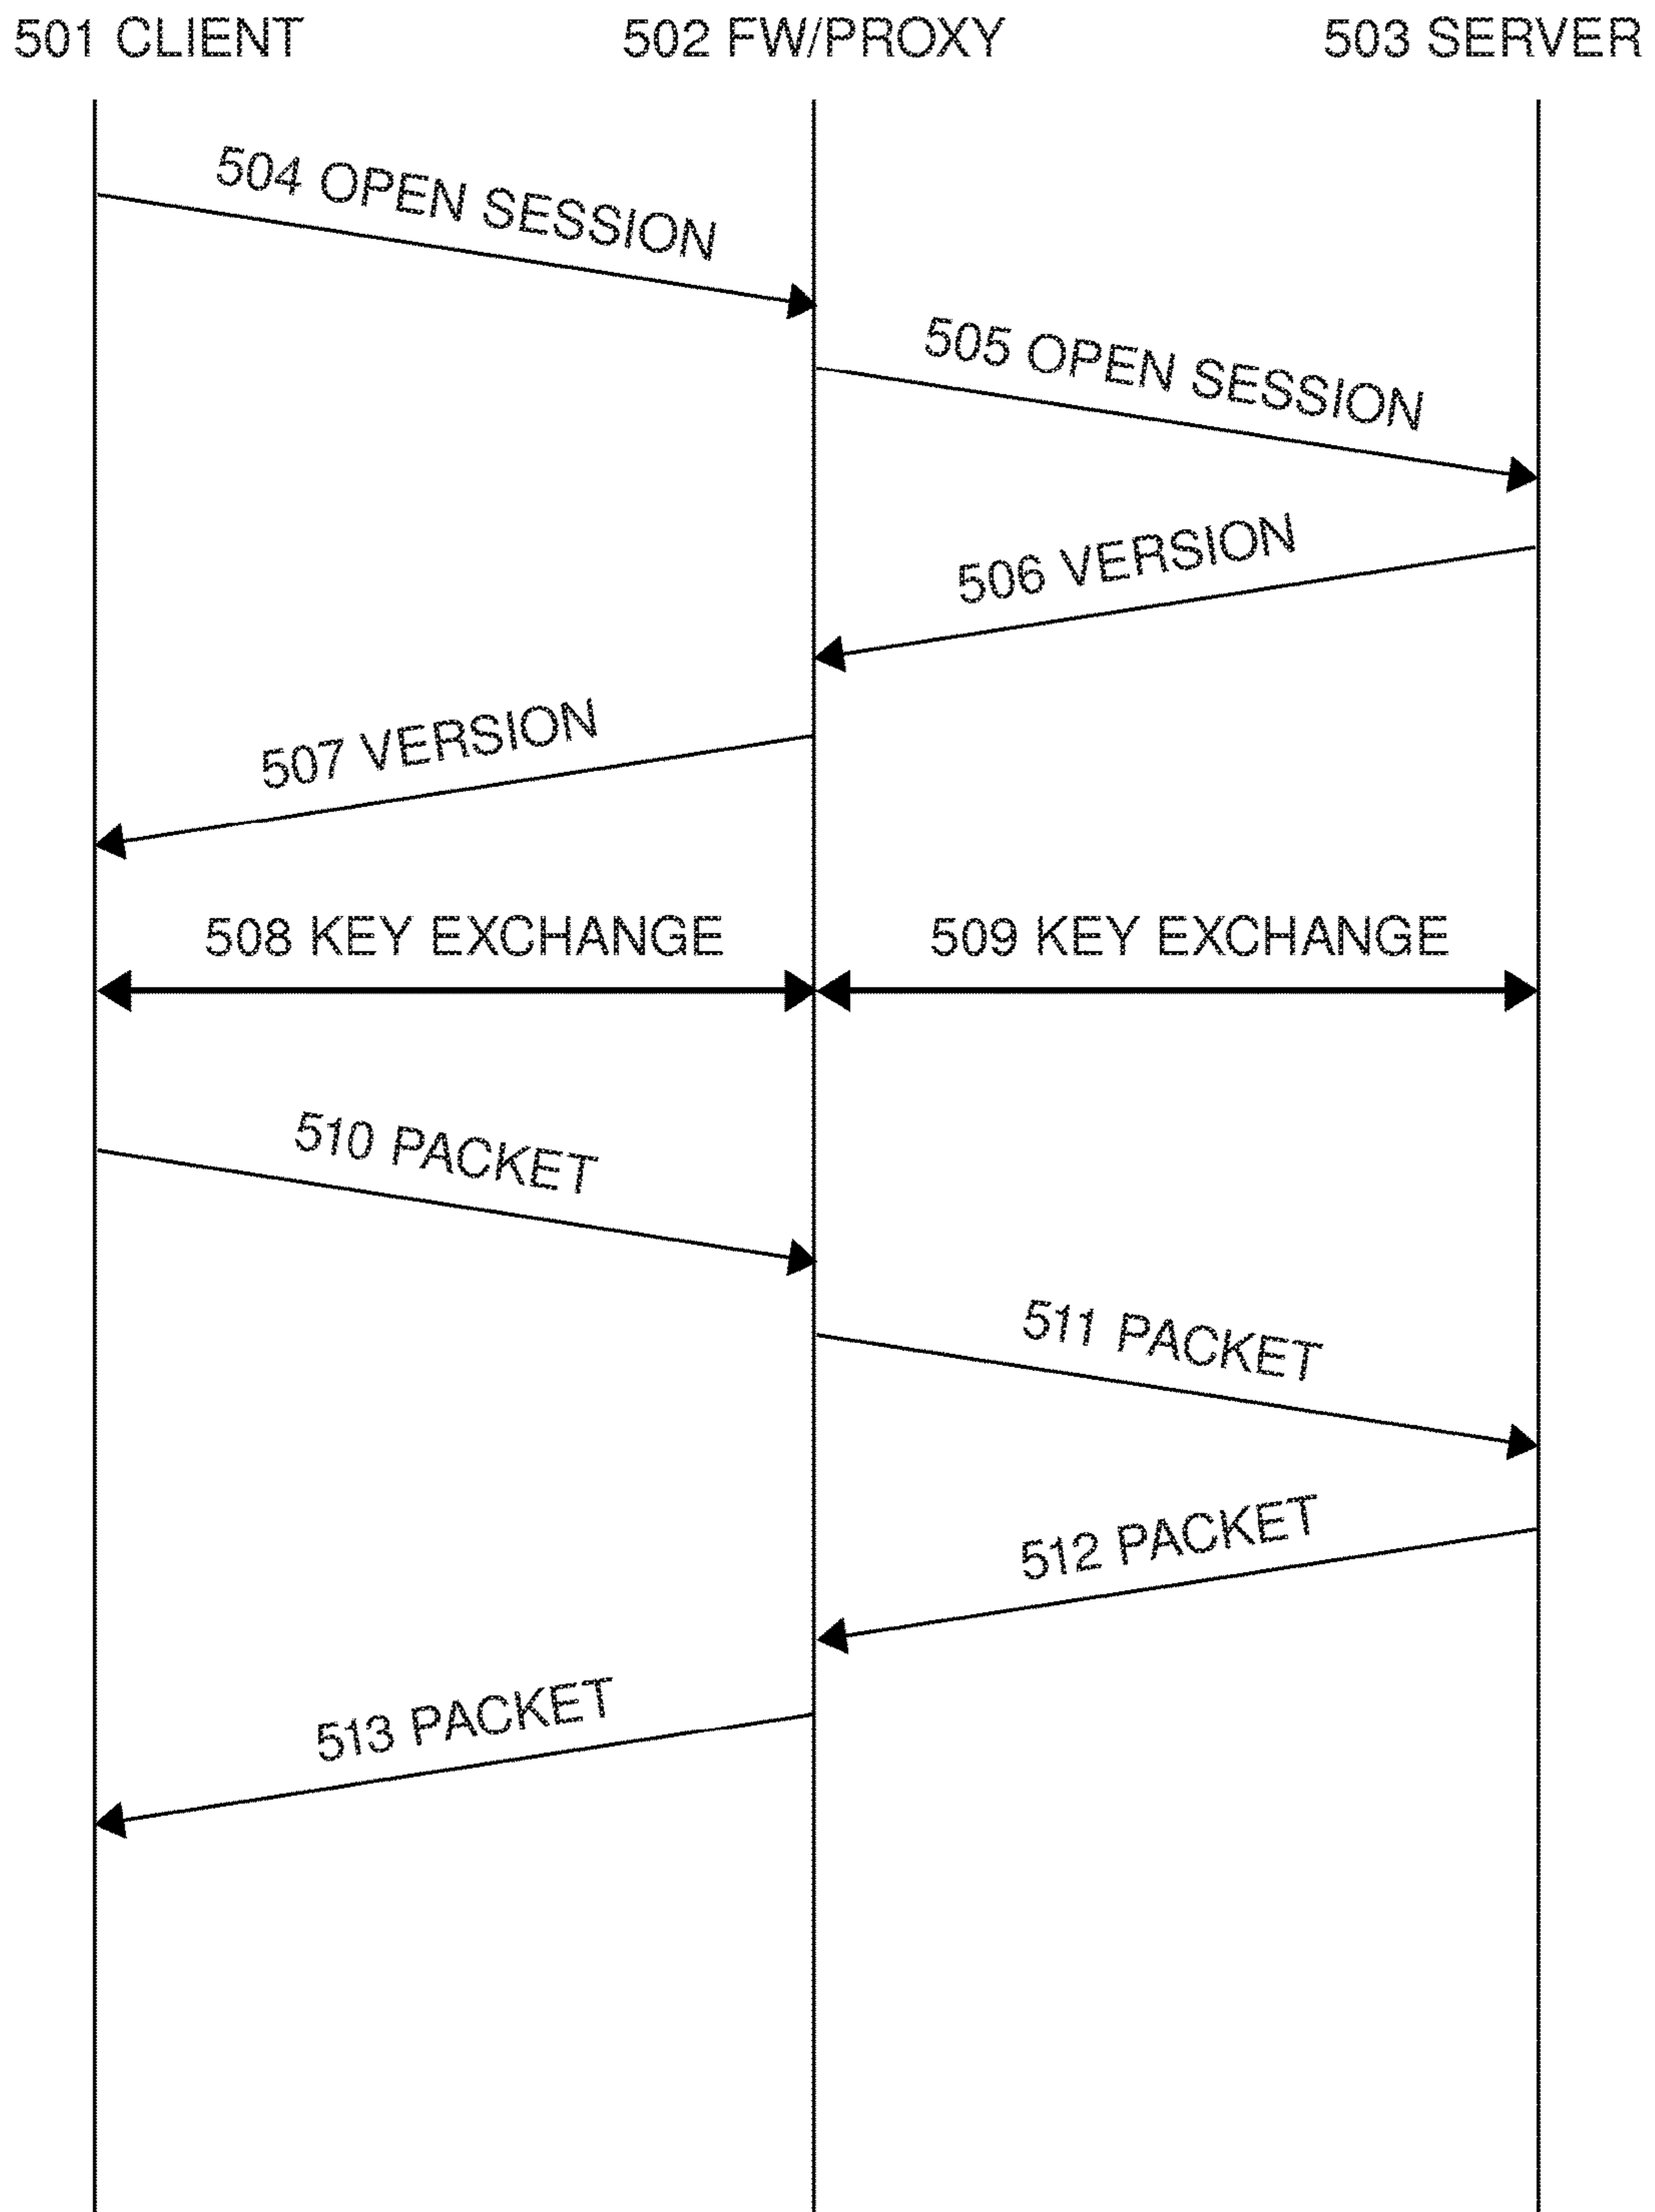 501 CLIENT
502 FW/PROXY
503 SERVER
504 OPEN SESSION
505 OPEN SESSION
506 VERSION
507 VERSION
508 KEY EXCHANGE
509 KEY EXCHANGE
510 PACKET
511 PACKET
512 PACKET
513 PACKET